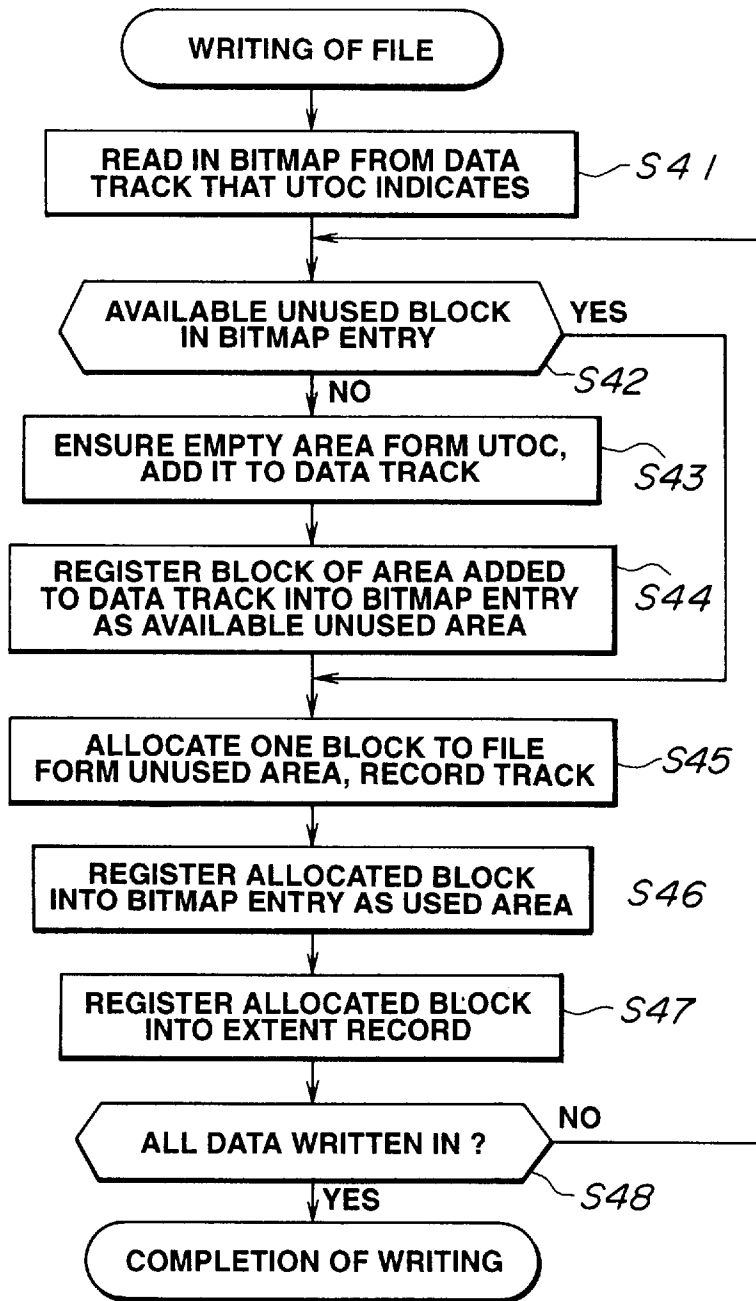 WRITING OF FILE
READ IN BITMAP FROM DATA
TRACK THAT UTOC INDICATES
S41
AVAILABLE UNUSED BLOCK
IN BITMAP ENTRY
YES
S42
NO
ENSURE EMPTY AREA FORM UTOC,
ADD IT TO DATA TRACK
S43
REGISTER BLOCK OF AREA ADDED
TO DATA TRACK INTO BITMAP ENTRY
AS AVAILABLE UNUSED AREA
S44
ALLOCATE ONE BLOCK TO FILE
FORM UNUSED AREA, RECORD TRACK
S45
REGISTER ALLOCATED BLOCK
INTO BITMAP ENTRY AS USED AREA
S46
REGISTER ALLOCATED BLOCK
INTO EXTENT RECORD
S47
ALL DATA WRITTEN IN ?
NO
S48
YES
COMPLETION OF WRITING